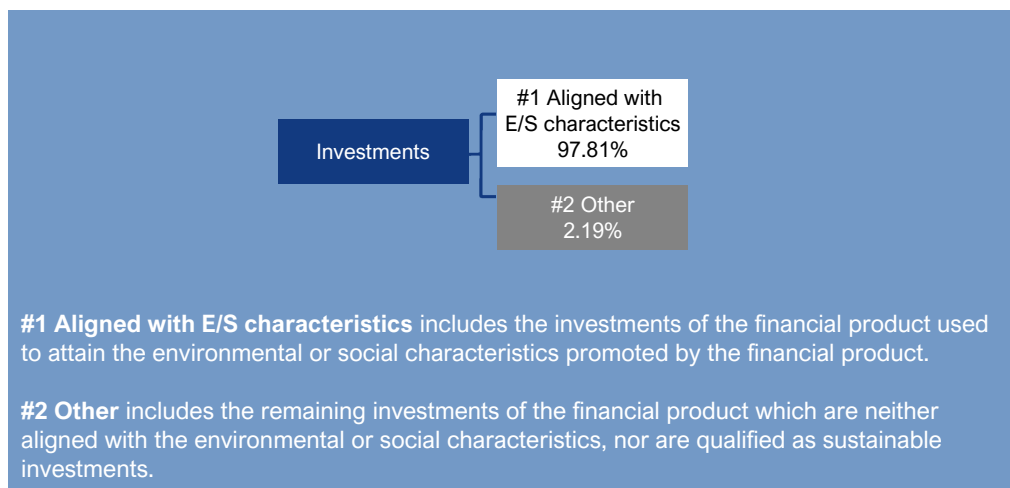 #1 Aligned with
E/S characteristics
97.81%
Investments
#2 Other
2.19%
#1 Aligned with E/S characteristics includes the investments of the financial product used
to attain the environmental or social characteristics promoted by the financial product.
#2 Other includes the remaining investments of the financial product which are neither
aligned with the environmental or social characteristics, nor are qualified as sustainable
investments.